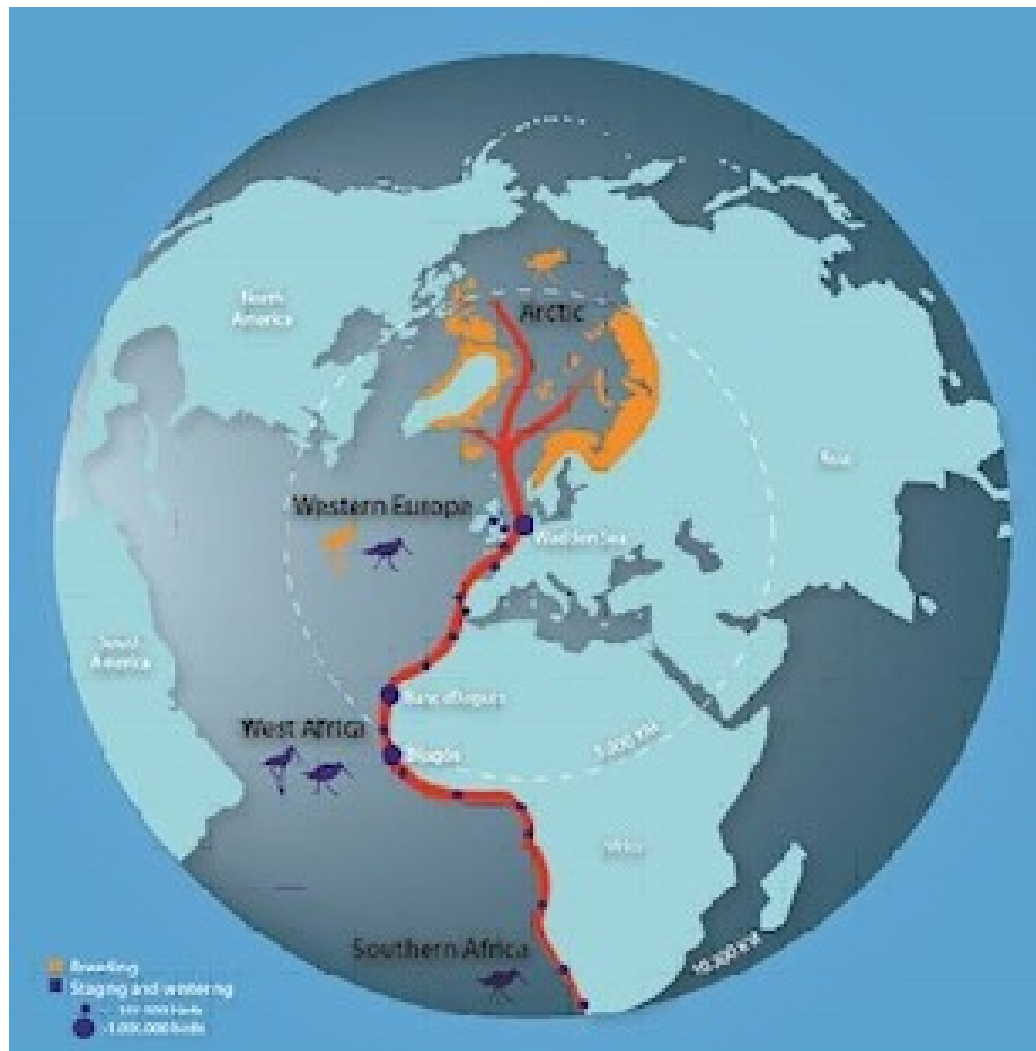 North
America
Arctic
Asia
Western Europe
Wadden Sea
South
America
Banc d'Arguin
West Africa
Bijagós
5.000 KM
Africa
Southern Africa
10.000 KM
Breeding
Staging and wintering